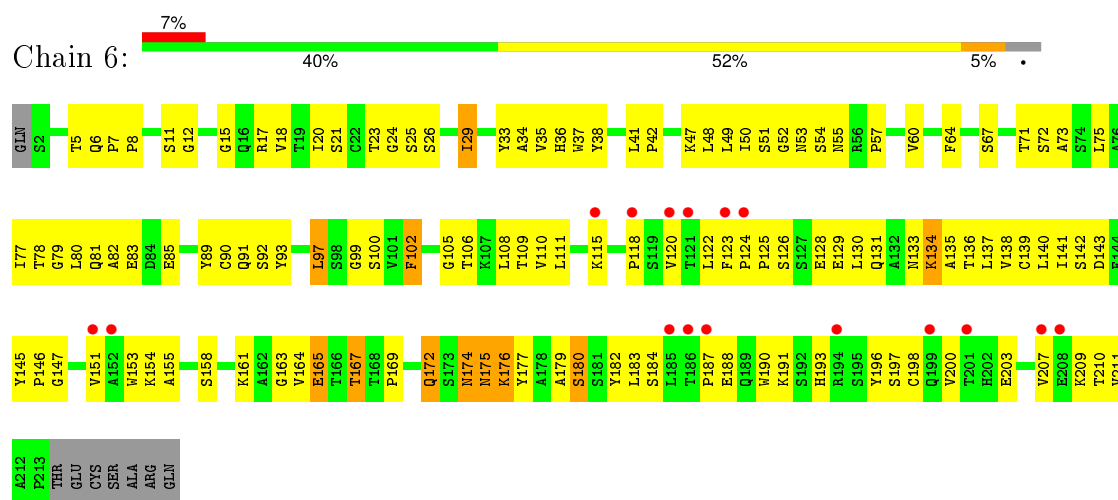 7%
Chain 6:
40% 52% 5% •
GLN S2 T5 Q6 P7 P8 S11 G12 G15 Q16 R17 V18 T19 I20 S21 C22 T23 G24 S25 S26 I29 Y33 A34 V35 H36 W37 Y38 L41 P42 K47 L48 L49 I50 S51 G52 N53 S54 N55 R56 P57 V60 F64 S67 T71 S72 A73 S74 L75 A76
I77 T78 G79 L80 Q81 A82 E83 D84 E85 Y89 C90 Q91 S92 Y93 L97 S98 G99 S100 V101 F102 G105 T106 K107 L108 T109 V110 L111 K115 P118 S119 V120 T121 L122 F123 P124 P125 S126 S127 E128 E129 L130 Q131 A132 N133 K134 A135 T136 L137 V138 C139 L140 I141 S142 D143 F144
Y145 P146 G147 V151 A152 W153 K154 A155 S158 K161 A162 G163 V164 E165 T166 T167 T168 P169 Q172 S173 N174 N175 K176 Y177 A178 A179 S180 S181 Y182 L183 S184 L185 T186 P187 E188 Q189 W190 K191 S192 H193 R194 S195 Y196 S197 C198 Q199 V200 T201 H202 E203 V207 E208 K209 T210 V211
A212 P213 THR GLU CYS SER ALA ARG GLN